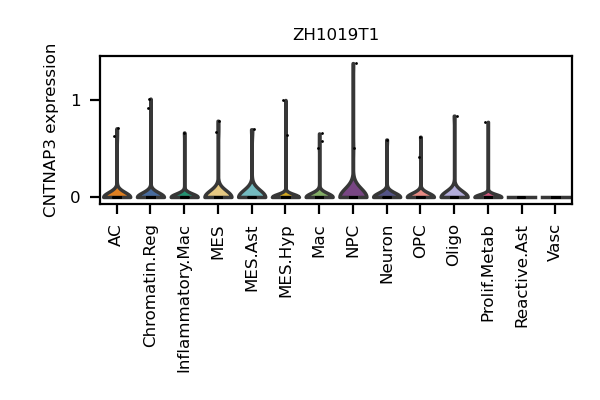 ZH1019T1
CNTNAP3 expression
1
0
AC
Chromatin.Reg
Inflammatory.Mac
MES
MES.Ast
MES.Hyp
Mac
NPC
Neuron
OPC
Oligo
Prolif.Metab
Reactive.Ast
Vasc